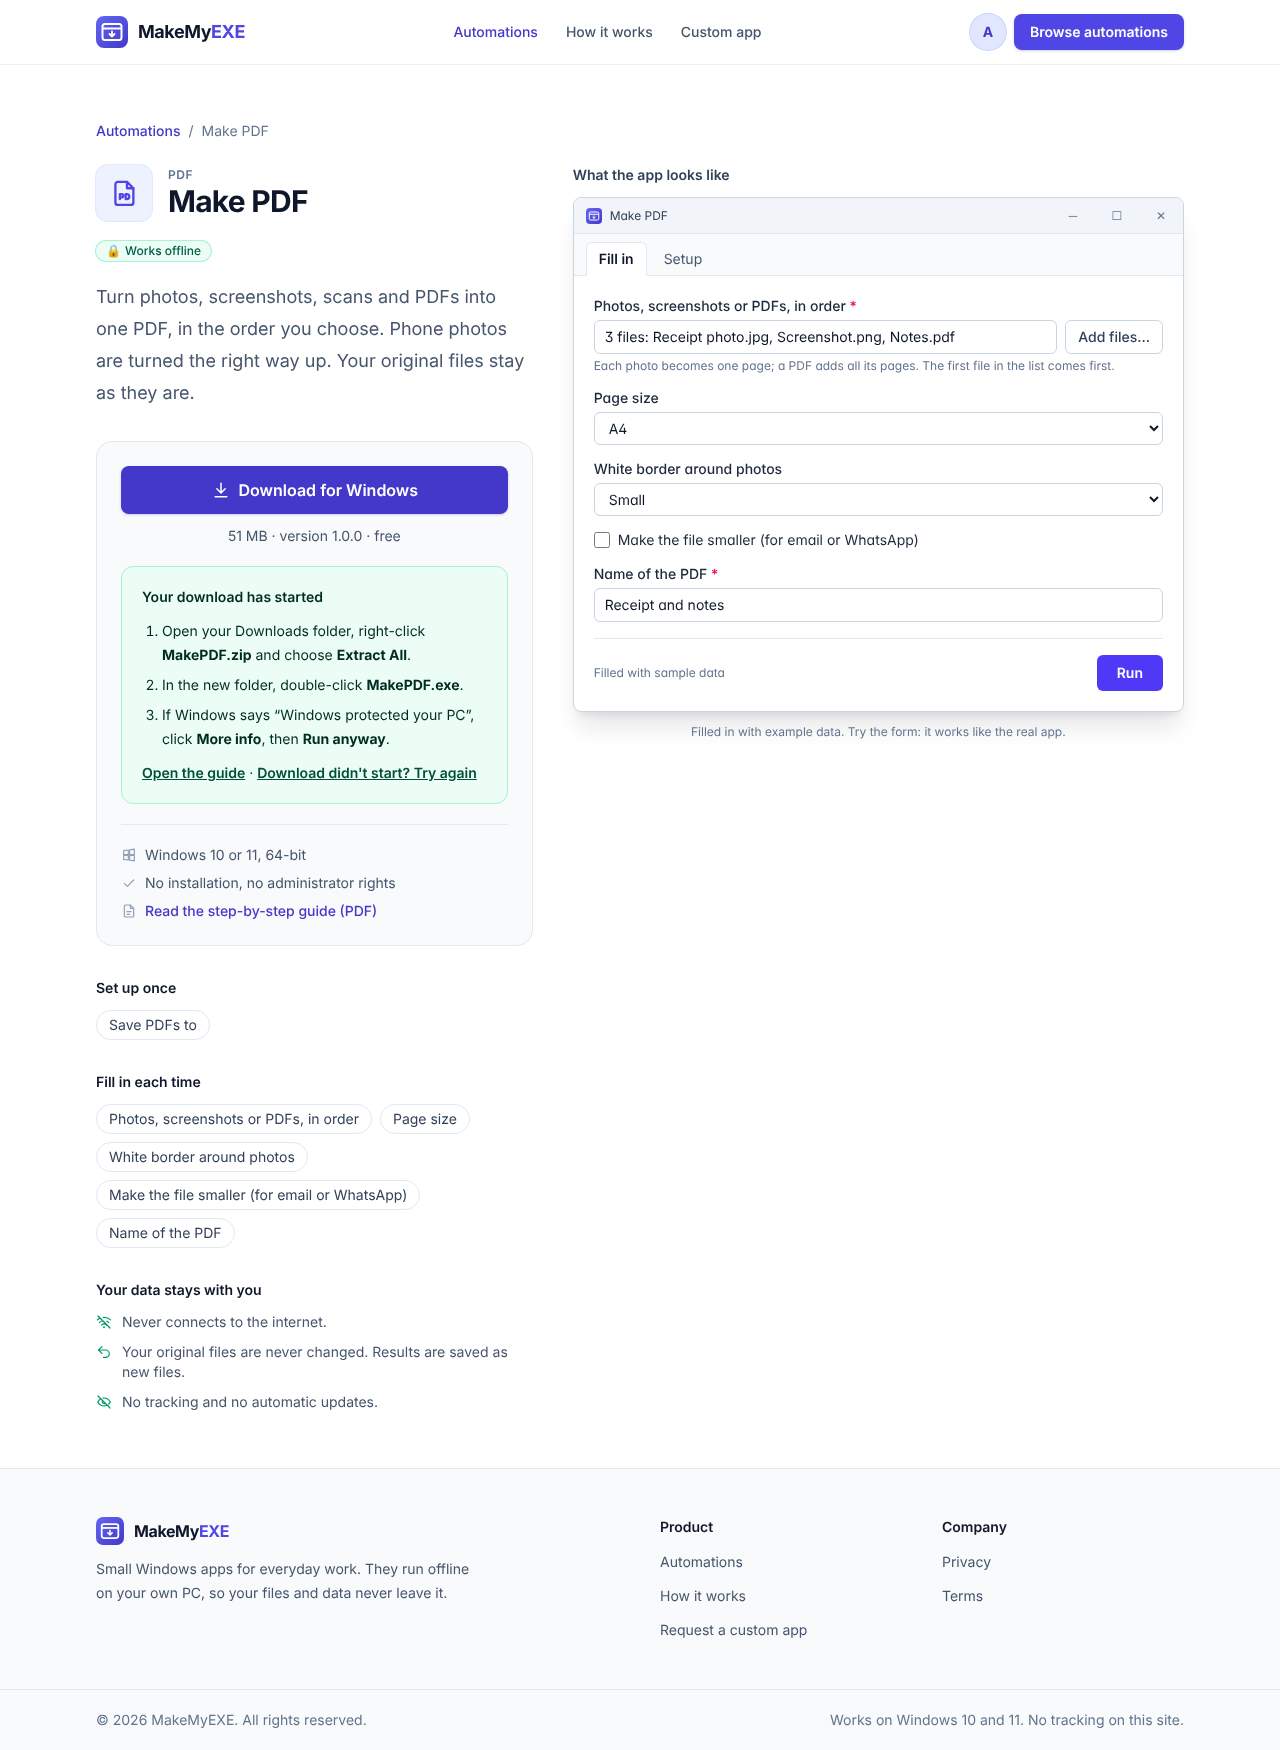 MakeMyEXE
Automations
How it works
Custom app
A
Browse automations
Automations / Make PDF
PD
PDF
Make PDF
🔒 Works offline
Turn photos, screenshots, scans and PDFs into
one PDF, in the order you choose. Phone photos
are turned the right way up. Your original files stay
as they are.
Download for Windows
51 MB · version 1.0.0 · free
Your download has started
1. Open your Downloads folder, right-click
MakePDF.zip and choose Extract All.
2. In the new folder, double-click MakePDF.exe.
3. If Windows says “Windows protected your PC”,
click More info, then Run anyway.
Open the guide · Download didn't start? Try again
Windows 10 or 11, 64-bit
No installation, no administrator rights
Read the step-by-step guide (PDF)
Set up once
Save PDFs to
Fill in each time
Photos, screenshots or PDFs, in order
Page size
White border around photos
Make the file smaller (for email or WhatsApp)
Name of the PDF
Your data stays with you
Never connects to the internet.
Your original files are never changed. Results are saved as
new files.
No tracking and no automatic updates.
What the app looks like
Make PDF
Fill in
Setup
Photos, screenshots or PDFs, in order *
3 files: Receipt photo.jpg, Screenshot.png, Notes.pdf
Add files...
Each photo becomes one page; a PDF adds all its pages. The first file in the list comes first.
Page size
A4
White border around photos
Small
Make the file smaller (for email or WhatsApp)
Name of the PDF *
Receipt and notes
Filled with sample data
Run
Filled in with example data. Try the form: it works like the real app.
MakeMyEXE
Small Windows apps for everyday work. They run offline
on your own PC, so your files and data never leave it.
Product
Automations
How it works
Request a custom app
Company
Privacy
Terms
© 2026 MakeMyEXE. All rights reserved.
Works on Windows 10 and 11. No tracking on this site.